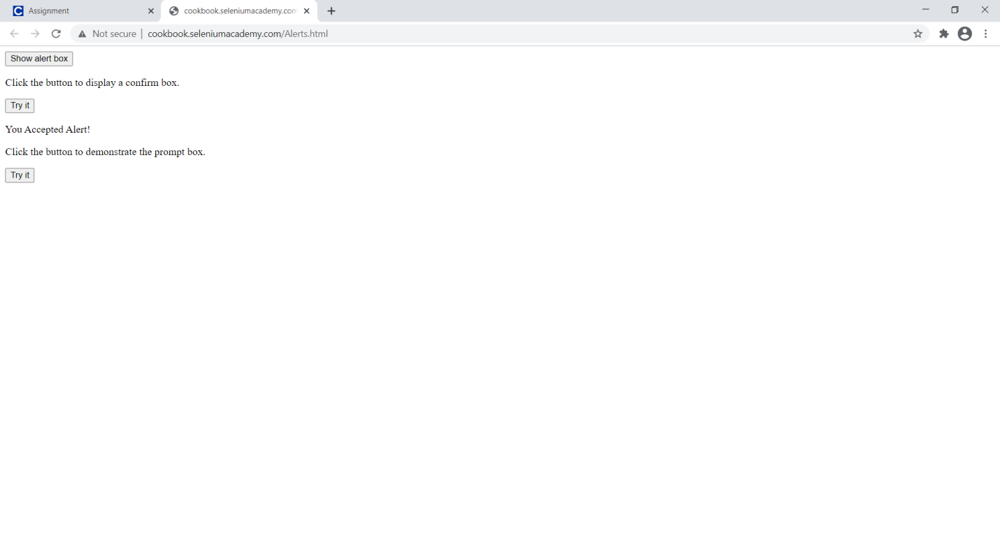 Assignment
cookbook.seleniumacademy.com
Not secure | cookbook.seleniumacademy.com/Alerts.html
Show alert box
Click the button to display a confirm box.
Try it
You Accepted Alert!
Click the button to demonstrate the prompt box.
Try it